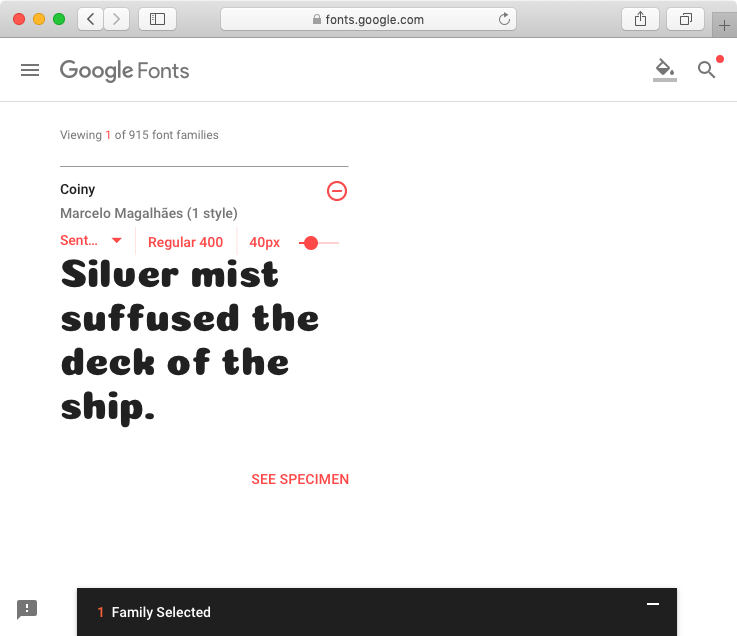 fonts.google.com
Google Fonts
Viewing 1 of 915 font families
Coiny
Marcelo Magalhães (1 style)
Sent... Regular 400 40px
Silver mist
suffused the
deck of the
ship.
SEE SPECIMEN
1 Family Selected